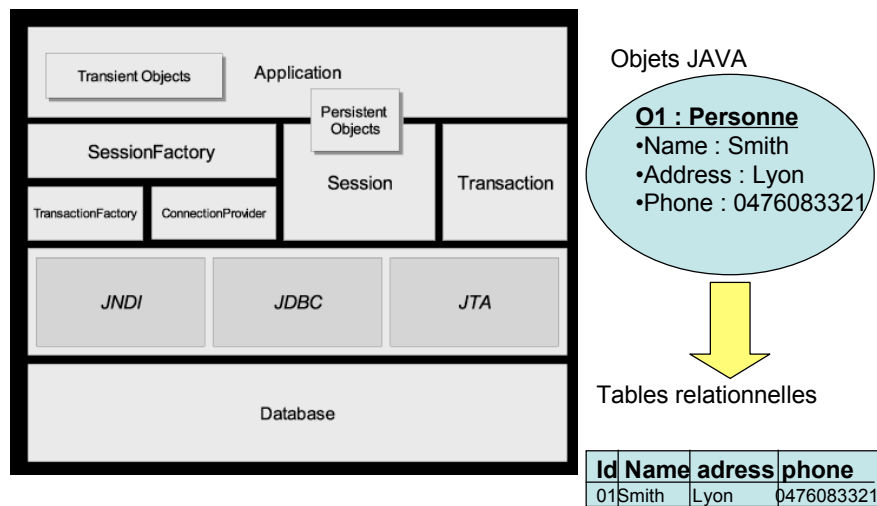 Transient Objects
Application
Persistent
Objects
SessionFactory
Session
Transaction
TransactionFactory
ConnectionProvider
JNDI
JDBC
JTA
Database
Objets JAVA
O1 : Personne
•Name : Smith
•Address : Lyon
•Phone : 0476083321
Tables relationnelles
Id Name adress phone
01 Smith Lyon 0476083321